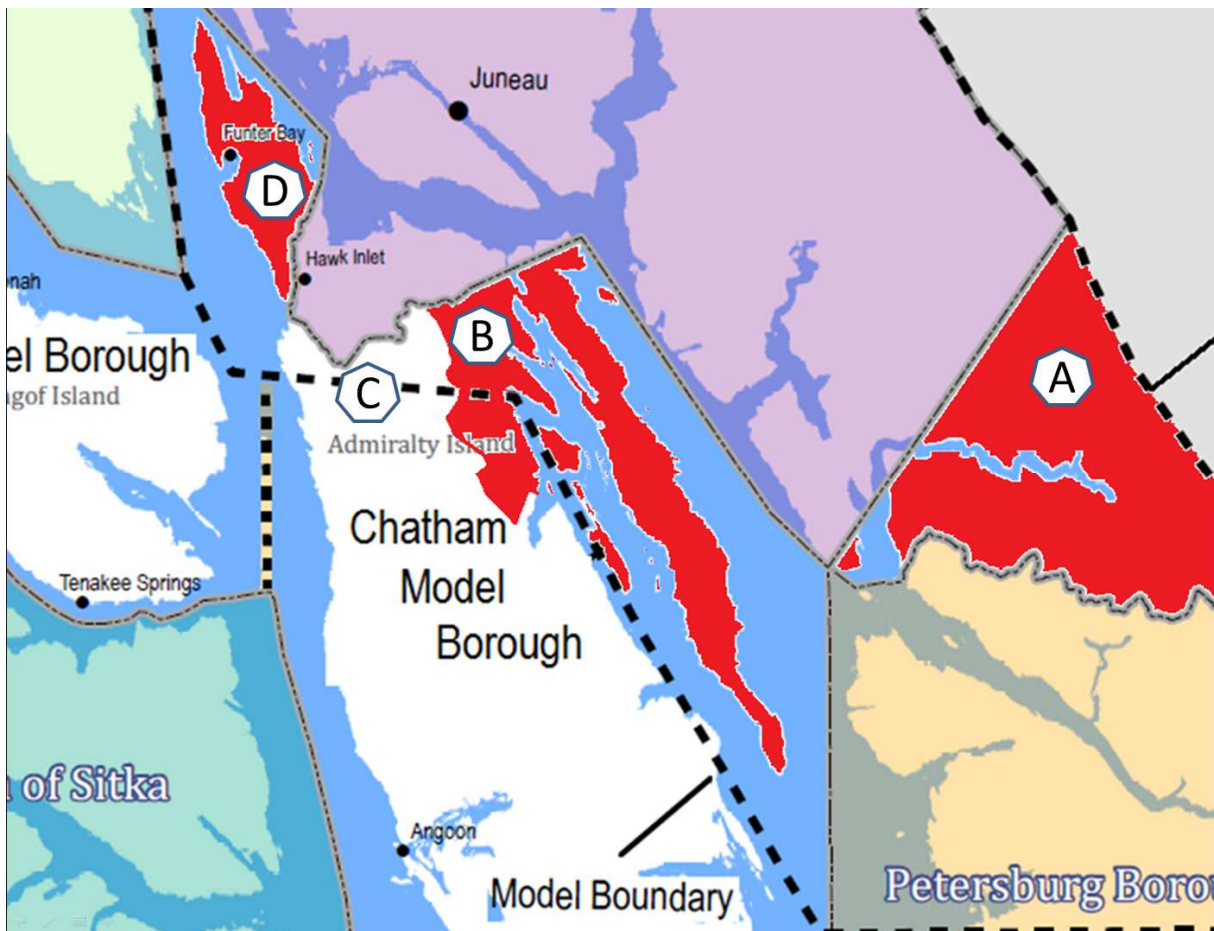 Juneau
Funter Bay
D
Hawk Inlet
nah
B
el Borough
A
gof Island
C
Admiralty Island
Chatham
Model
Borough
Tenakee Springs
of Sitka
Angoon
Model Boundary
Petersburg Borou